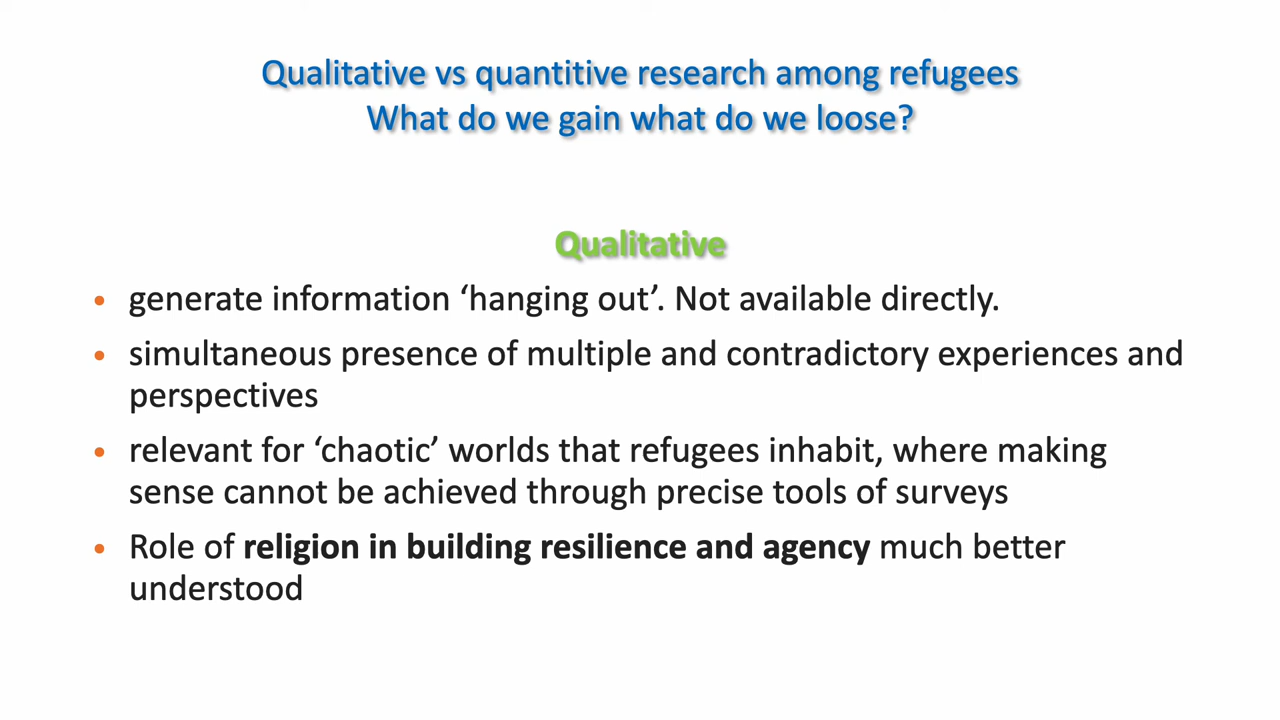 Qualitative vs quantitive research among refugees
What do we gain what do we loose?
Qualitative
• generate information ‘hanging out’. Not available directly.
• simultaneous presence of multiple and contradictory experiences and
perspectives
• relevant for ‘chaotic’ worlds that refugees inhabit, where making
sense cannot be achieved through precise tools of surveys
• Role of religion in building resilience and agency much better
understood